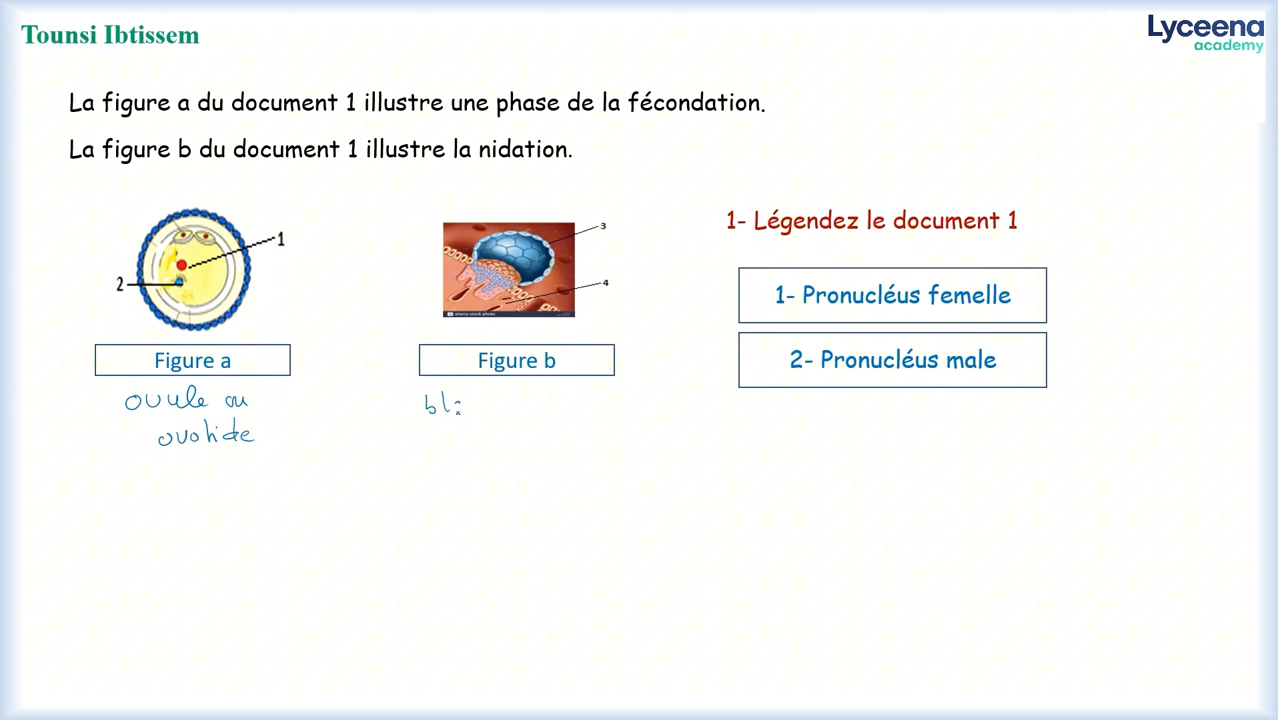 Tounsi Ibtissem
Lyceena
academy
La figure a du document 1 illustre une phase de la fécondation.
La figure b du document 1 illustre la nidation.
1
2
3
4
Figure a
Figure b
ovule ou
ovotide
bl
1- Légendez le document 1
1- Pronucléus femelle
2- Pronucléus male